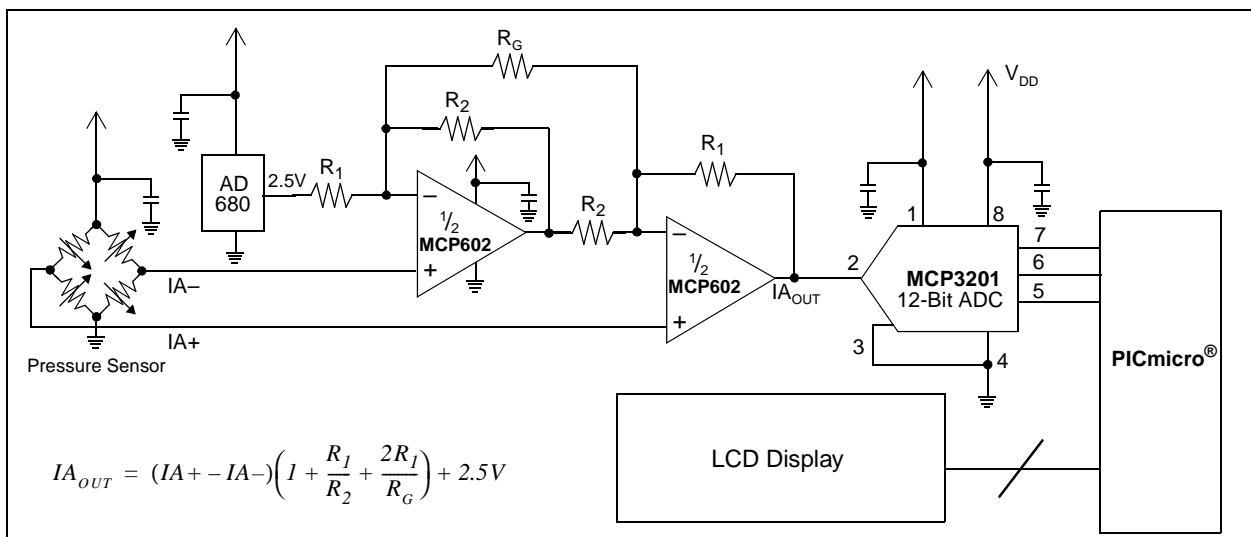 R_G
V_DD
R_2
R_1
AD
680
2.5V
R_1
–
1/2
MCP602
+
R_2
–
1/2
MCP602
+
IA_OUT
1
8
2
MCP3201
12-Bit ADC
7
6
5
3
4
IA–
IA+
Pressure Sensor
PICmicro®
LCD Display
IA_OUT = (IA+ – IA–)(1 + R_1/R_2 + 2R_1/R_G) + 2.5V